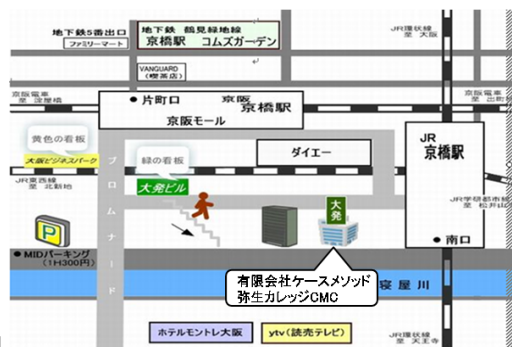 地下鉄5番出口
ファミリーマート
地下鉄 鶴見緑地線
京橋駅 コムズガーデン
JR環状線
至 大阪
VANGUARD
(喫茶店)
京阪電車
至 淀屋橋
片町口 京阪 京橋駅
京阪モール
京阪電車
至 出町
黄色の看板
大阪ビジネスパーク
緑の看板
大発ビル
ダイエー
JR
京橋駅
JR東西線
至 北新地
プロムナード
JR学研都市線
至 松井山
大発
P
MIDパーキング
(1H300円)
南口
有限会社ケースメソッド
弥生カレッジCMC
寝屋川
ホテルモントレ大阪
ytv(読売テレビ)
JR環状線
至 天王寺